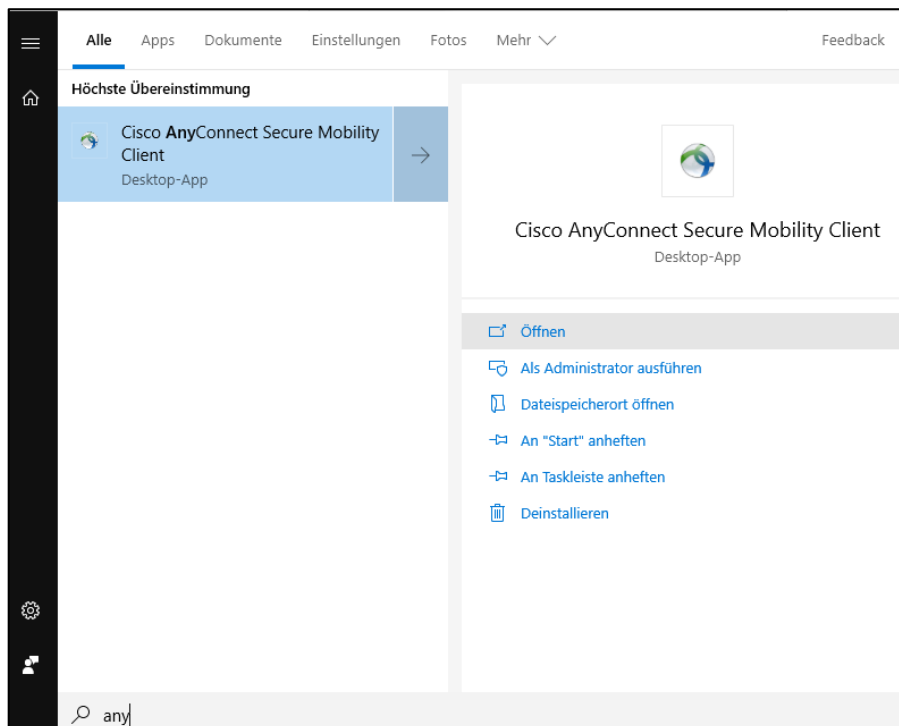 Alle Apps Dokumente Einstellungen Fotos Mehr Feedback
Höchste Übereinstimmung
Cisco AnyConnect Secure Mobility
Client
Desktop-App
Cisco AnyConnect Secure Mobility Client
Desktop-App
Öffnen
Als Administrator ausführen
Dateispeicherort öffnen
An "Start" anheften
An Taskleiste anheften
Deinstallieren
any